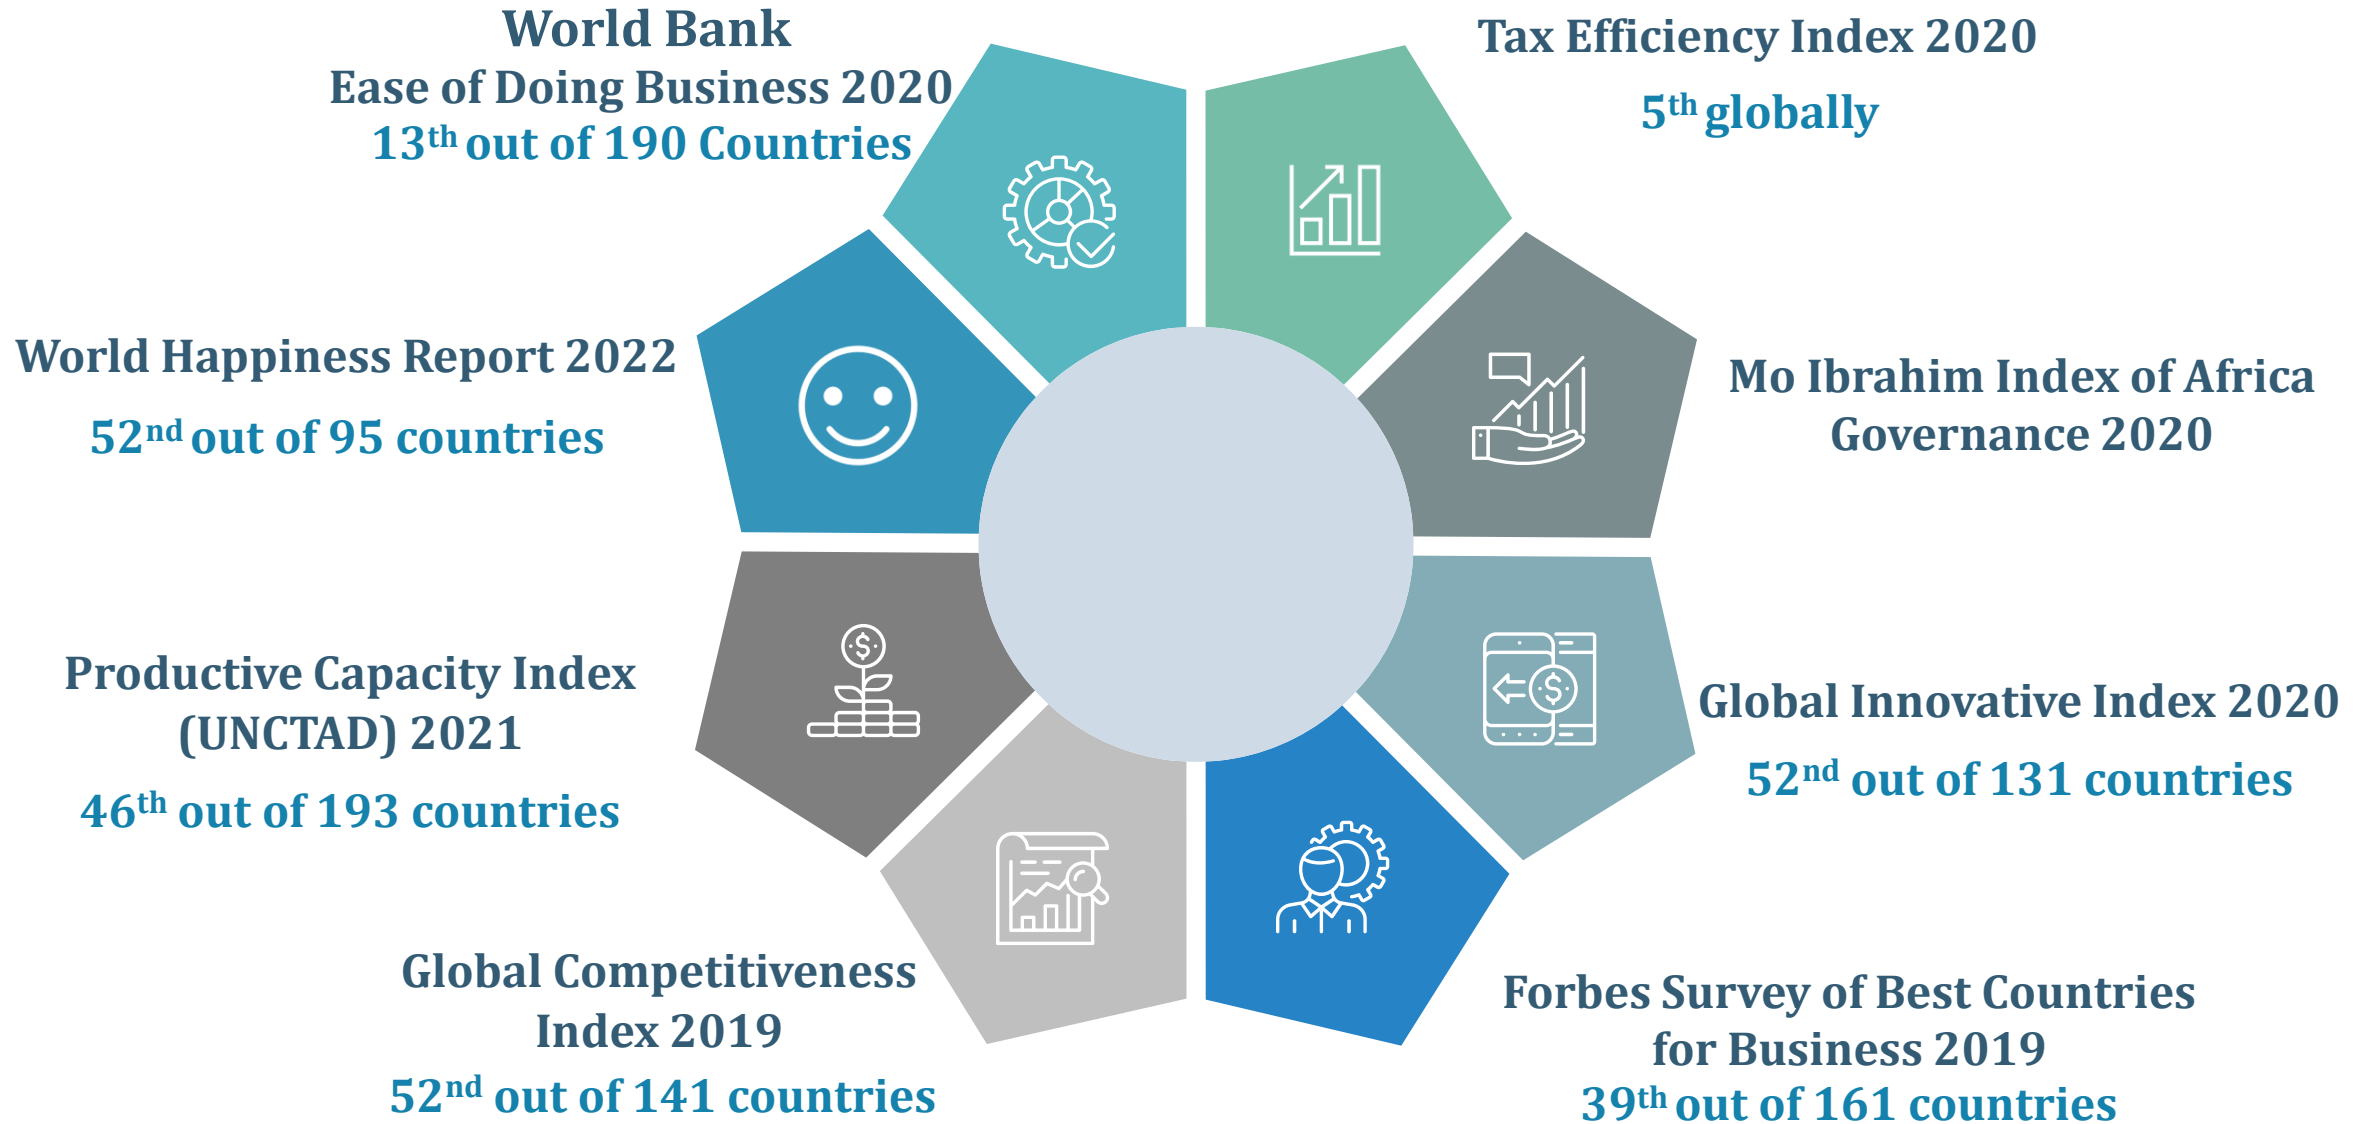 World Bank
Ease of Doing Business 2020
13th out of 190 Countries
Tax Efficiency Index 2020
5th globally
World Happiness Report 2022
52nd out of 95 countries
Mo Ibrahim Index of Africa
Governance 2020
Productive Capacity Index
(UNCTAD) 2021
46th out of 193 countries
Global Innovative Index 2020
52nd out of 131 countries
Global Competitiveness
Index 2019
52nd out of 141 countries
Forbes Survey of Best Countries
for Business 2019
39th out of 161 countries
$
$